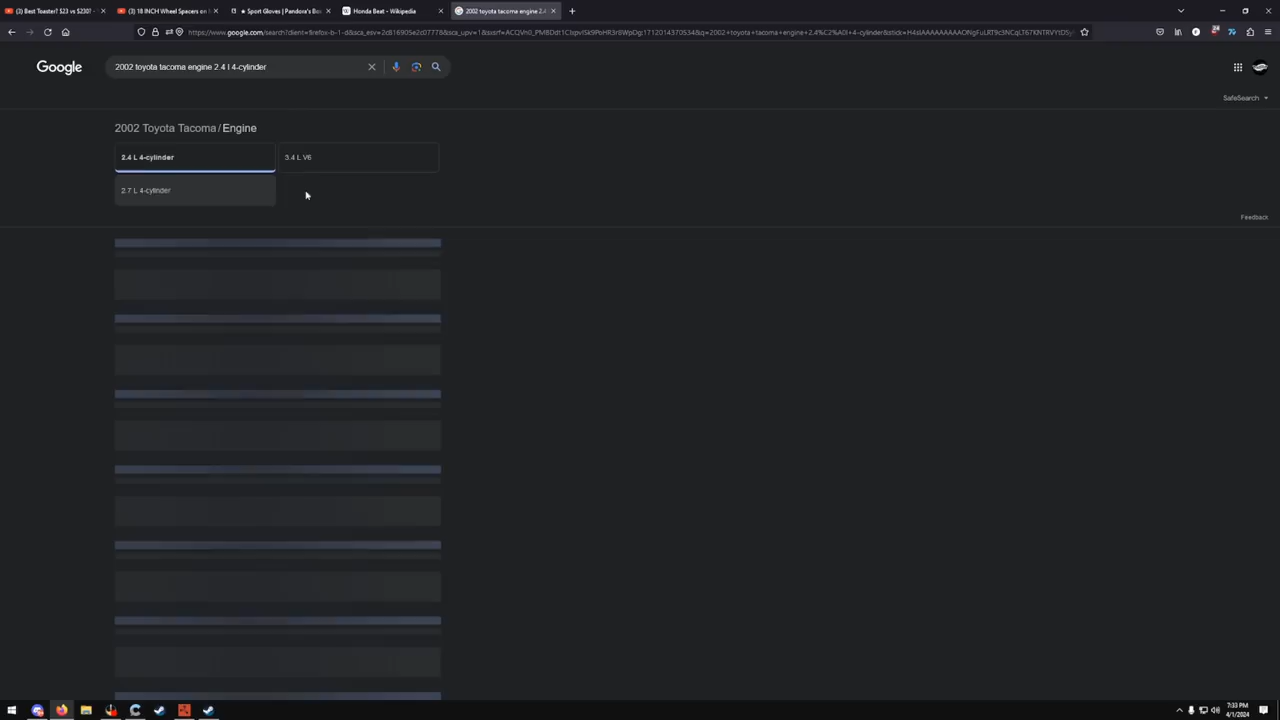 (3) Best Toaster? $23 vs $230?
(3) 18 INCH Wheel Spacers on
Sport Gloves | Pandora's Box
Honda Beat - Wikipedia
2002 toyota tacoma engine 2.4
Google
2002 toyota tacoma engine 2.4 l 4-cylinder
SafeSearch
2002 Toyota Tacoma / Engine
2.4 L 4-cylinder
3.4 L V6
2.7 L 4-cylinder
Feedback
7:33 PM
4/1/2024